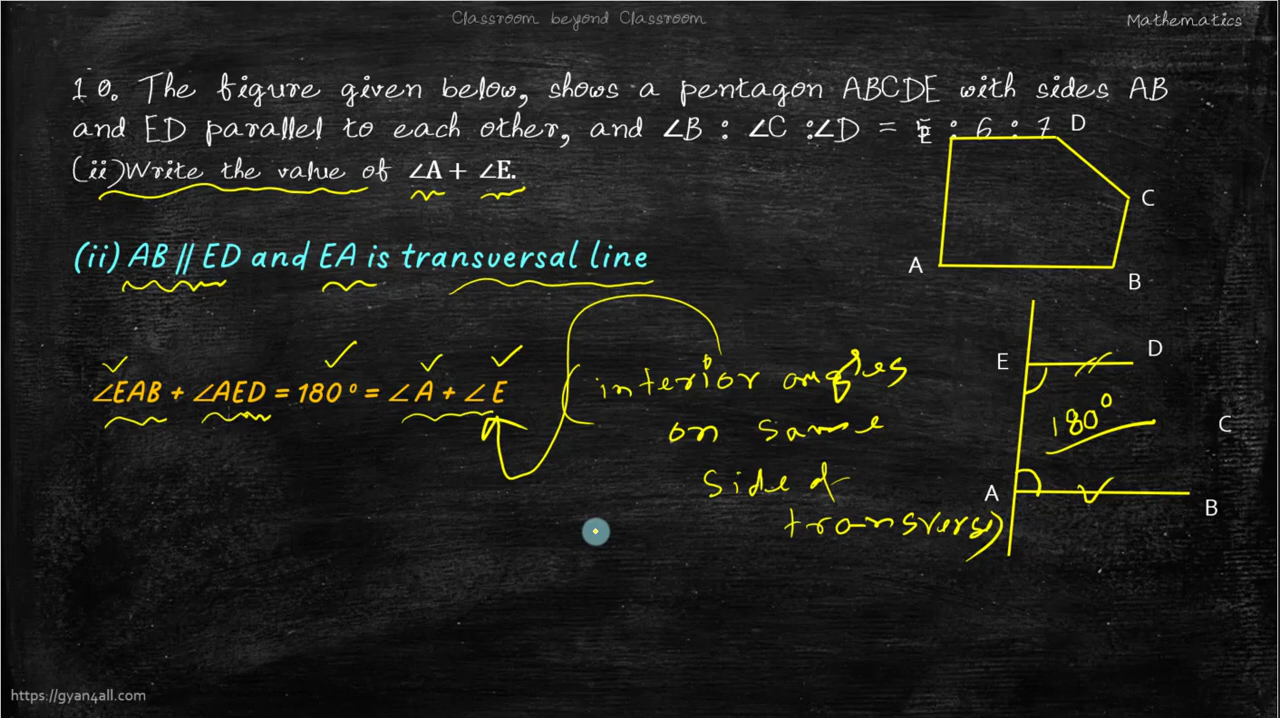 Classroom beyond Classroom
Mathematics
10. The figure given below, shows a pentagon ABCDE with sides AB
and ED parallel to each other, and ∠B : ∠C :∠D = 5 : 6 : 7
(ii)Write the value of ∠A + ∠E.
E
D
C
A
B
(ii) AB || ED and EA is transversal line
∠EAB + ∠AED = 180° = ∠A + ∠E
interior angles
on same
side of
transverse)
E
D
180°
C
A
B
https://gyan4all.com